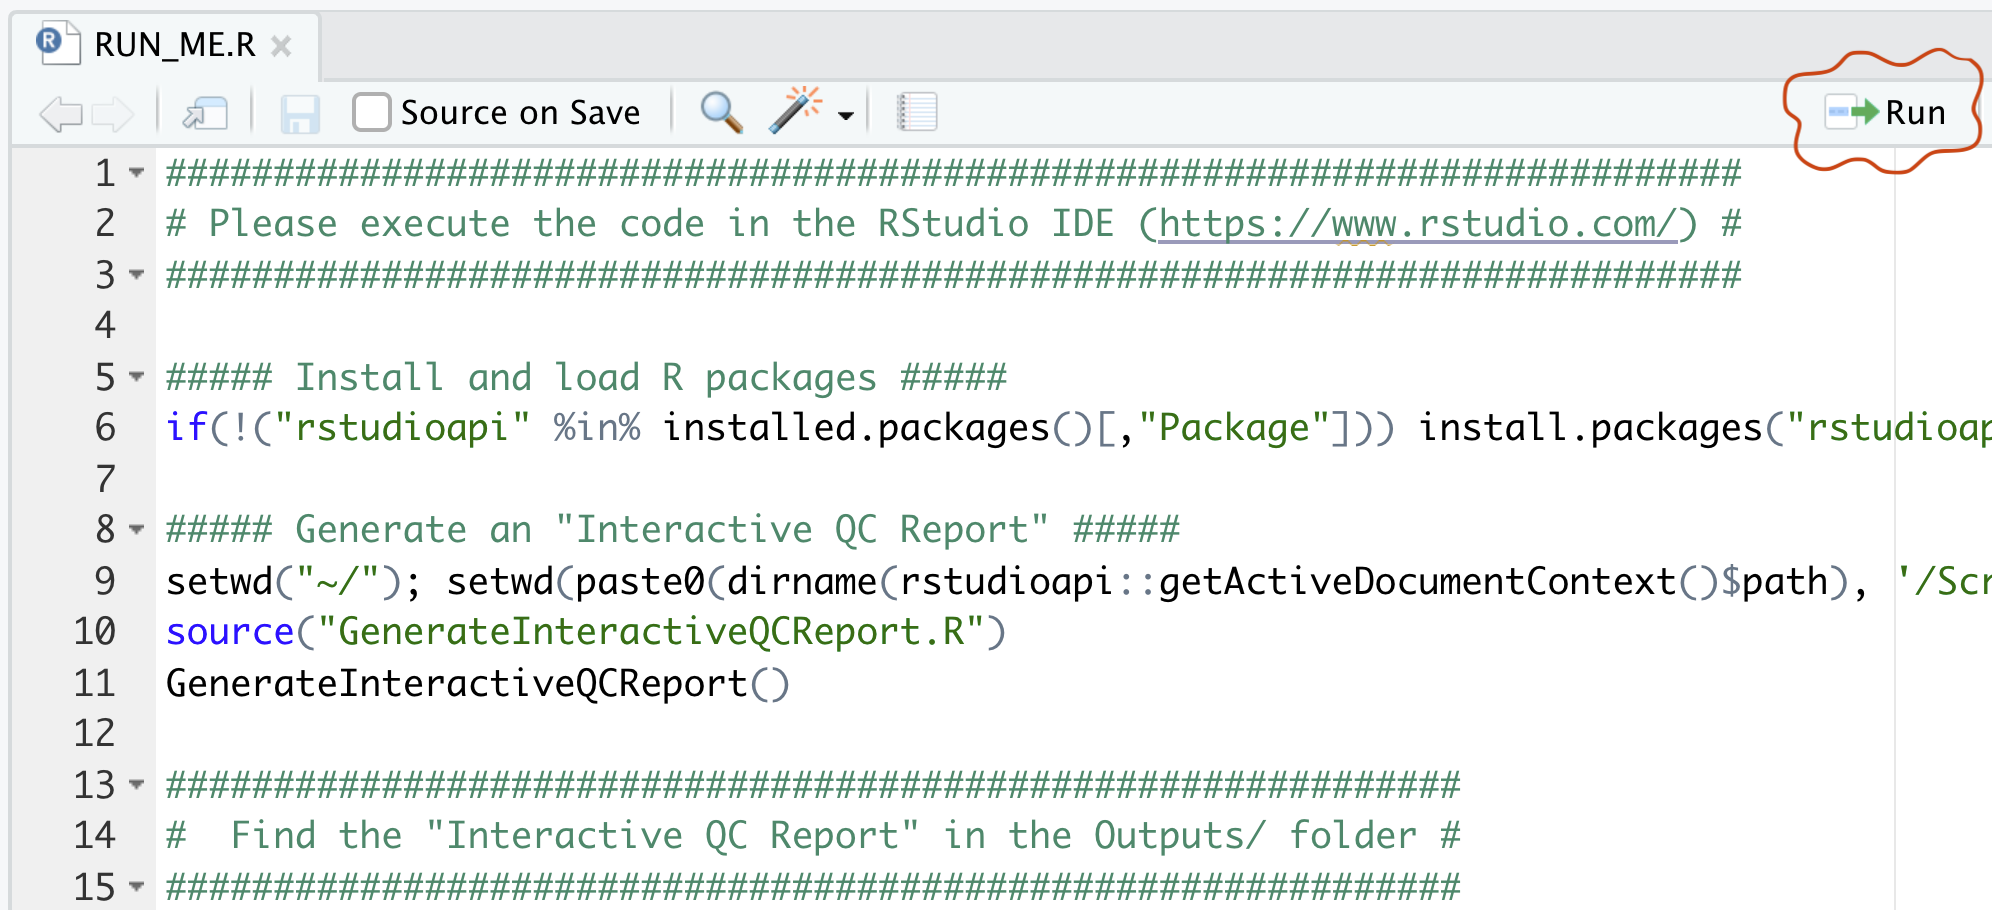 RUN_ME.R
Source on Save
Run
1 #########################################################################
2 # Please execute the code in the RStudio IDE (https://www.rstudio.com/) #
3 #########################################################################
4
5 ##### Install and load R packages #####
6 if(!("rstudioapi" %in% installed.packages()[,"Package"])) install.packages("rstudioap
7
8 ##### Generate an "Interactive QC Report" #####
9 setwd("~/"); setwd(paste0(dirname(rstudioapi::getActiveDocumentContext()$path), '/Scr
10 source("GenerateInteractiveQCReport.R")
11 GenerateInteractiveQCReport()
12
13 ############################################################
14 #  Find the "Interactive QC Report" in the Outputs/ folder #
15 ############################################################